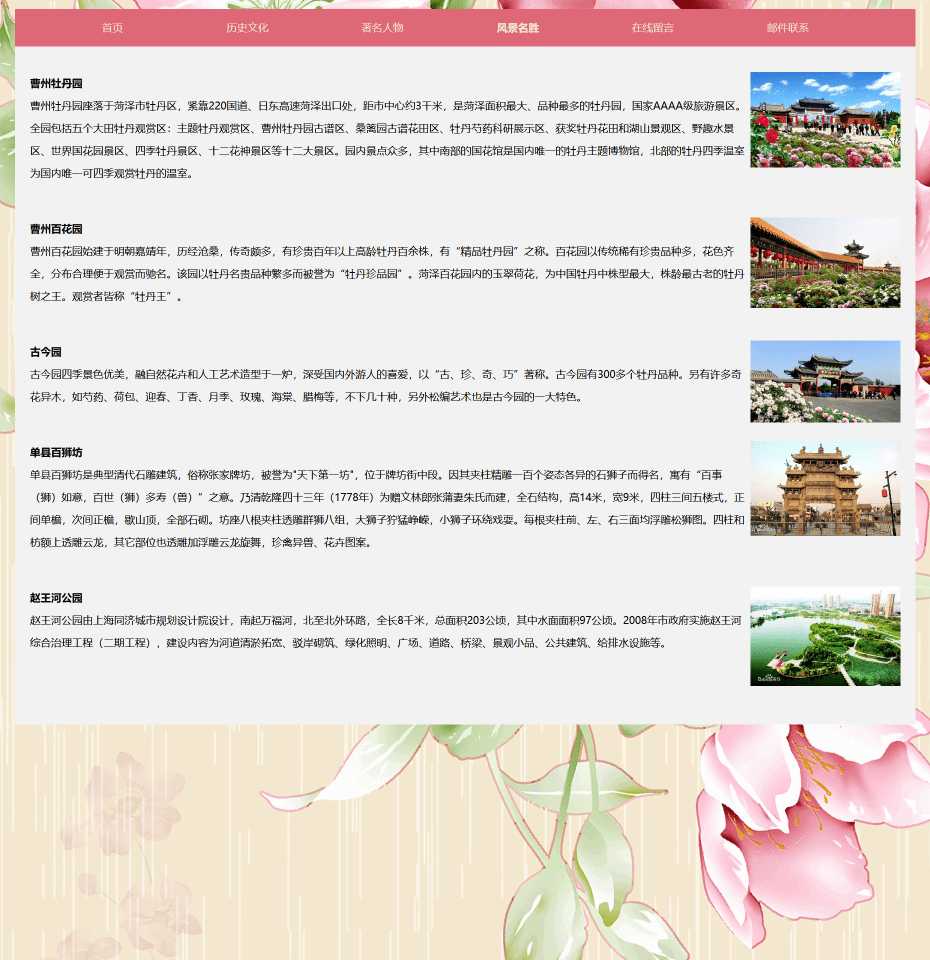 首页 历史文化 著名人物 风景名胜 在线留言 邮件联系
曹州牡丹园
曹州牡丹园座落于菏泽市牡丹区，紧靠220国道、日东高速菏泽出口处，距市中心约3千米，是菏泽面积最大、品种最多的牡丹园，国家AAAA级旅游景区。
全园包括五个大田牡丹观赏区：主题牡丹观赏区、曹州牡丹园古谱区、桑篱园古谱花田区、牡丹芍药科研展示区、获奖牡丹花田和湖山景观区、野趣水景
区、世界国花园景区、四季牡丹景区、十二花神景区等十二大景区。园内景点众多，其中南部的国花馆是国内唯一的牡丹主题博物馆，北部的牡丹四季温室
为国内唯一可四季观赏牡丹的温室。
曹州百花园
曹州百花园始建于明朝嘉靖年，历经沧桑，传奇颇多，有珍贵百年以上高龄牡丹百余株，有“精品牡丹园”之称。百花园以传统稀有珍贵品种多，花色齐
全，分布合理便于观赏而驰名。该园以牡丹名贵品种繁多而被誉为“牡丹珍品园”。菏泽百花园内的玉翠荷花，为中国牡丹中株型最大，株龄最古老的牡丹
树之王。观赏者皆称“牡丹王”。
古今园
古今园四季景色优美，融自然花卉和人工艺术造型于一炉，深受国内外游人的喜爱，以“古、珍、奇、巧”著称。古今园有300多个牡丹品种。另有许多奇
花异木，如芍药、荷包、迎春、丁香、月季、玫瑰、海棠、腊梅等，不下几十种，另外松编艺术也是古今园的一大特色。
单县百狮坊
单县百狮坊是典型清代石雕建筑，俗称张家牌坊，被誉为"天下第一坊"，位于牌坊街中段。因其夹柱精雕一百个姿态各异的石狮子而得名，寓有“百事
（狮）如意，百世（狮）多寿（兽）”之意。乃清乾隆四十三年（1778年）为赠文林郎张蒲妻朱氏而建，全石结构，高14米，宽9米，四柱三间五楼式，正
间单檐，次间正檐，歇山顶，全部石砌。坊座八根夹柱透雕群狮八组，大狮子狞猛峥嵘，小狮子环绕戏耍。每根夹柱前、左、右三面均浮雕松狮图。四柱和
枋额上透雕云龙，其它部位也透雕加浮雕云龙旋舞，珍禽异兽、花卉图案。
赵王河公园
赵王河公园由上海同济城市规划设计院设计，南起万福河，北至北外环路，全长8千米，总面积203公顷，其中水面面积97公顷。2008年市政府实施赵王河
综合治理工程（二期工程），建设内容为河道清淤拓宽、驳岸砌筑、绿化照明、广场、道路、桥梁、景观小品、公共建筑、给排水设施等。